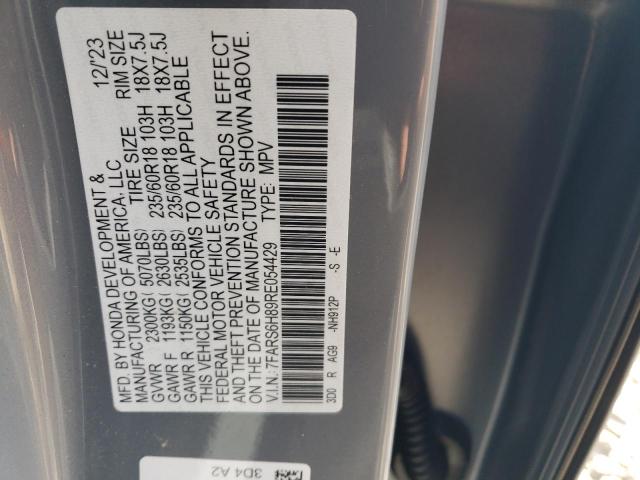 MFD. BY HONDA DEVELOPMENT & 12/'23
MANUFACTURING OF AMERICA, LLC
TIRE SIZE RIM SIZE
GVWR 2300KG( 5070LBS)
GAWR F 1193KG( 2630LBS) 235/60R18 103H 18X7.5J
GAWR R 1150KG( 2535LBS) 235/60R18 103H 18X7.5J
THIS VEHICLE CONFORMS TO ALL APPLICABLE
FEDERAL MOTOR VEHICLE SAFETY
AND THEFT PREVENTION STANDARDS IN EFFECT
ON THE DATE OF MANUFACTURE SHOWN ABOVE.
V.I.N.:7FARS6H89RE054429 TYPE: MPV
3D0 R AG9 -NH912P -S -E
3D4 A2